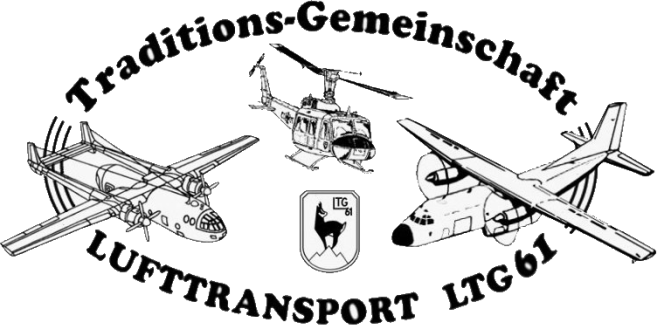 Traditions-Gemeinschaft
LTG
61
LUFTTRANSPORT LTG 61